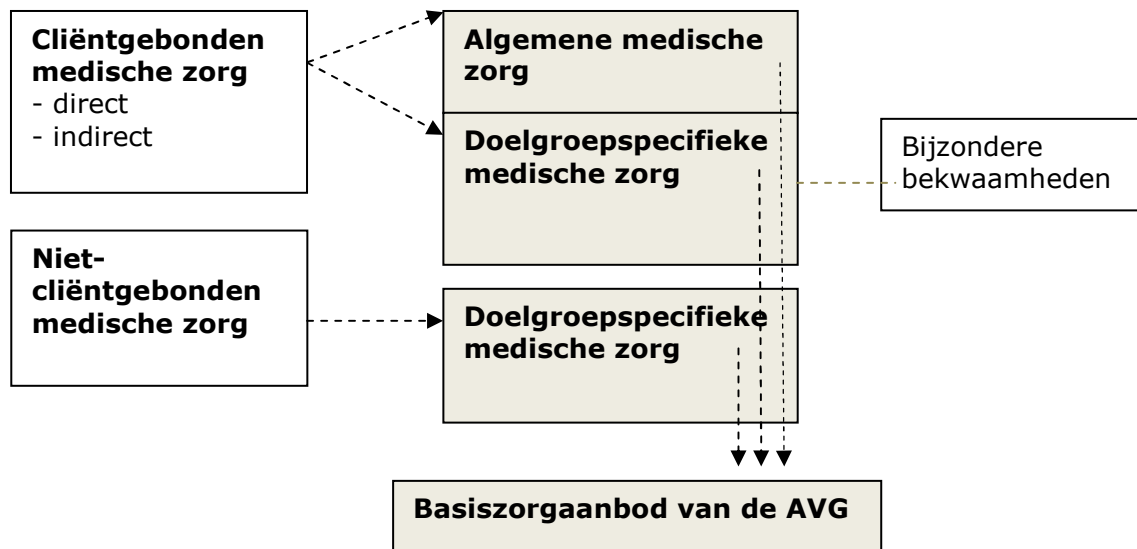 Cliëntgebonden
medische zorg
- direct
- indirect
Algemene medische
zorg
Doelgroepspecifieke
medische zorg
Bijzondere
bekwaamheden
Niet-
cliëntgebonden
medische zorg
Doelgroepspecifieke
medische zorg
Basiszorgaanbod van de AVG